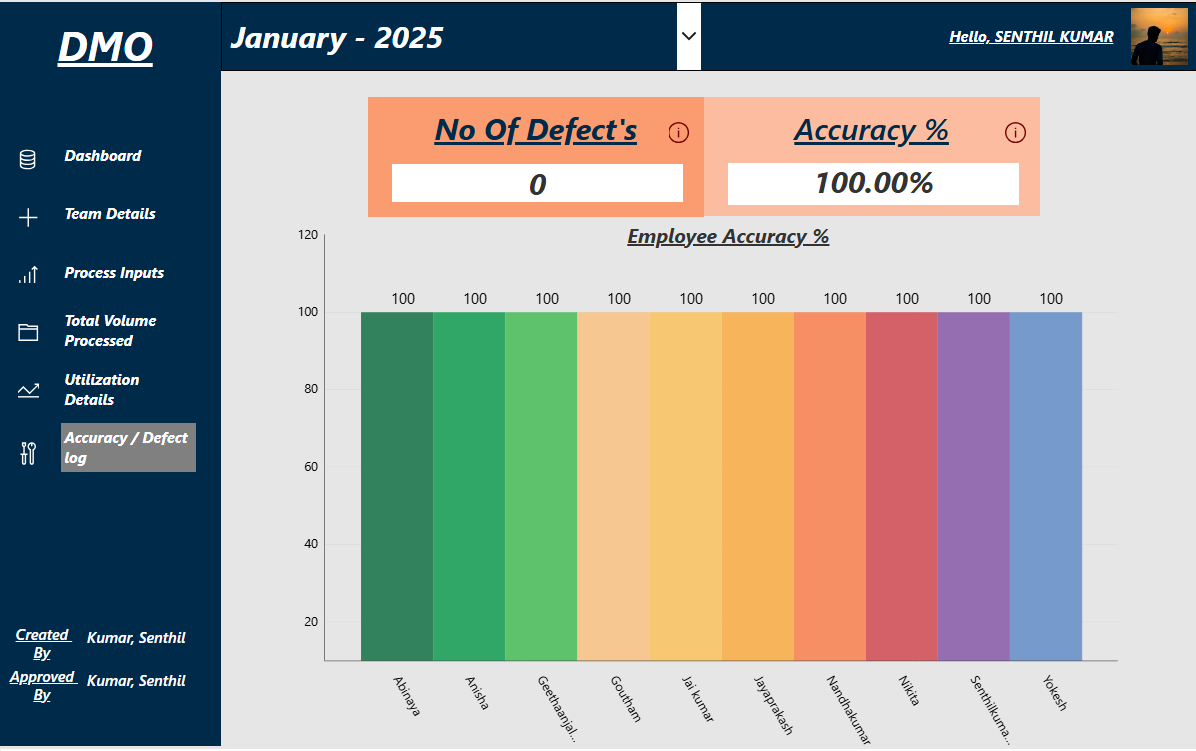 DMO
January - 2025
Hello, SENTHIL KUMAR
Dashboard
Team Details
Process Inputs
Total Volume
Processed
Utilization
Details
Accuracy / Defect
log
Created
By
Kumar, Senthil
Approved
By
Kumar, Senthil
No Of Defect's
0
Accuracy %
100.00%
Employee Accuracy %
120
100
80
60
40
20
100 100 100 100 100 100 100 100 100 100
Abinaya
Anisha
Geethaanjal...
Goutham
Jai kumar
Jayaprakash
Nandhakumar
Nikita
Senthilkuma...
Yokesh